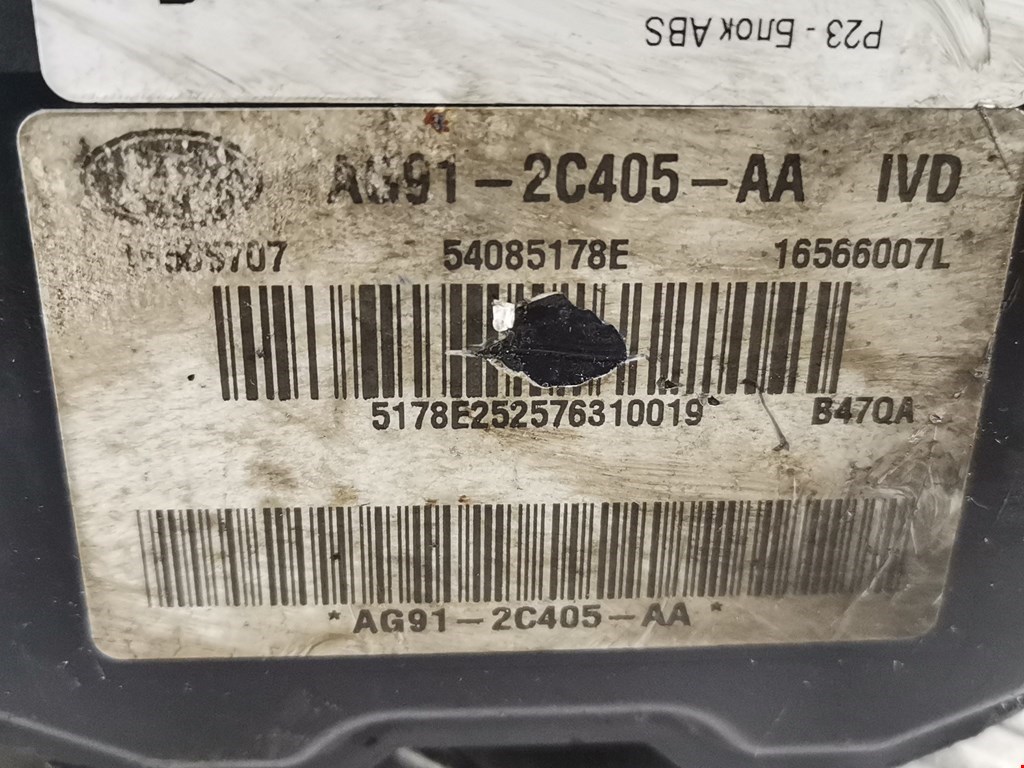 P23 - Блок ABS
AG91-2C405-AA IVD
54085178E 16566007L
5178E252576310019 B47QA
*AG91-2C405-AA*